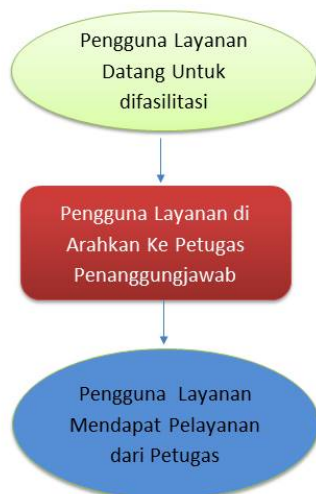 Pengguna Layanan
Datang Untuk
difasilitasi
Pengguna Layanan di
Arahkan Ke Petugas
Penanggungjawab
Pengguna Layanan
Mendapat Pelayanan
dari Petugas